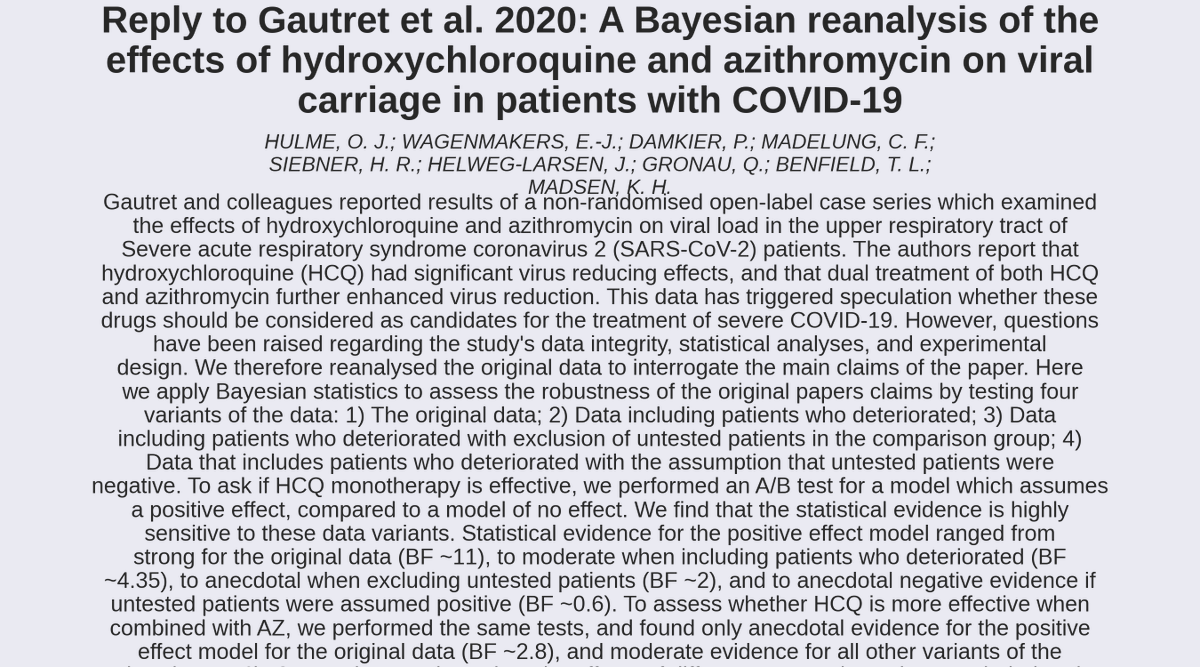 Reply to Gautret et al. 2020: A Bayesian reanalysis of the
effects of hydroxychloroquine and azithromycin on viral
carriage in patients with COVID-19
HULME, O. J.; WAGENMAKERS, E.-J.; DAMKIER, P.; MADELUNG, C. F.;
SIEBNER, H. R.; HELWEG-LARSEN, J.; GRONAU, Q.; BENFIELD, T. L.;
MADSEN, K. H.
Gautret and colleagues reported results of a non-randomised open-label case series which examined
the effects of hydroxychloroquine and azithromycin on viral load in the upper respiratory tract of
Severe acute respiratory syndrome coronavirus 2 (SARS-CoV-2) patients. The authors report that
hydroxychloroquine (HCQ) had significant virus reducing effects, and that dual treatment of both HCQ
and azithromycin further enhanced virus reduction. This data has triggered speculation whether these
drugs should be considered as candidates for the treatment of severe COVID-19. However, questions
have been raised regarding the study's data integrity, statistical analyses, and experimental
design. We therefore reanalysed the original data to interrogate the main claims of the paper. Here
we apply Bayesian statistics to assess the robustness of the original papers claims by testing four
variants of the data: 1) The original data; 2) Data including patients who deteriorated; 3) Data
including patients who deteriorated with exclusion of untested patients in the comparison group; 4)
Data that includes patients who deteriorated with the assumption that untested patients were
negative. To ask if HCQ monotherapy is effective, we performed an A/B test for a model which assumes
a positive effect, compared to a model of no effect. We find that the statistical evidence is highly
sensitive to these data variants. Statistical evidence for the positive effect model ranged from
strong for the original data (BF ~11), to moderate when including patients who deteriorated (BF
~4.35), to anecdotal when excluding untested patients (BF ~2), and to anecdotal negative evidence if
untested patients were assumed positive (BF ~0.6). To assess whether HCQ is more effective when
combined with AZ, we performed the same tests, and found only anecdotal evidence for the positive
effect model for the original data (BF ~2.8), and moderate evidence for all other variants of the